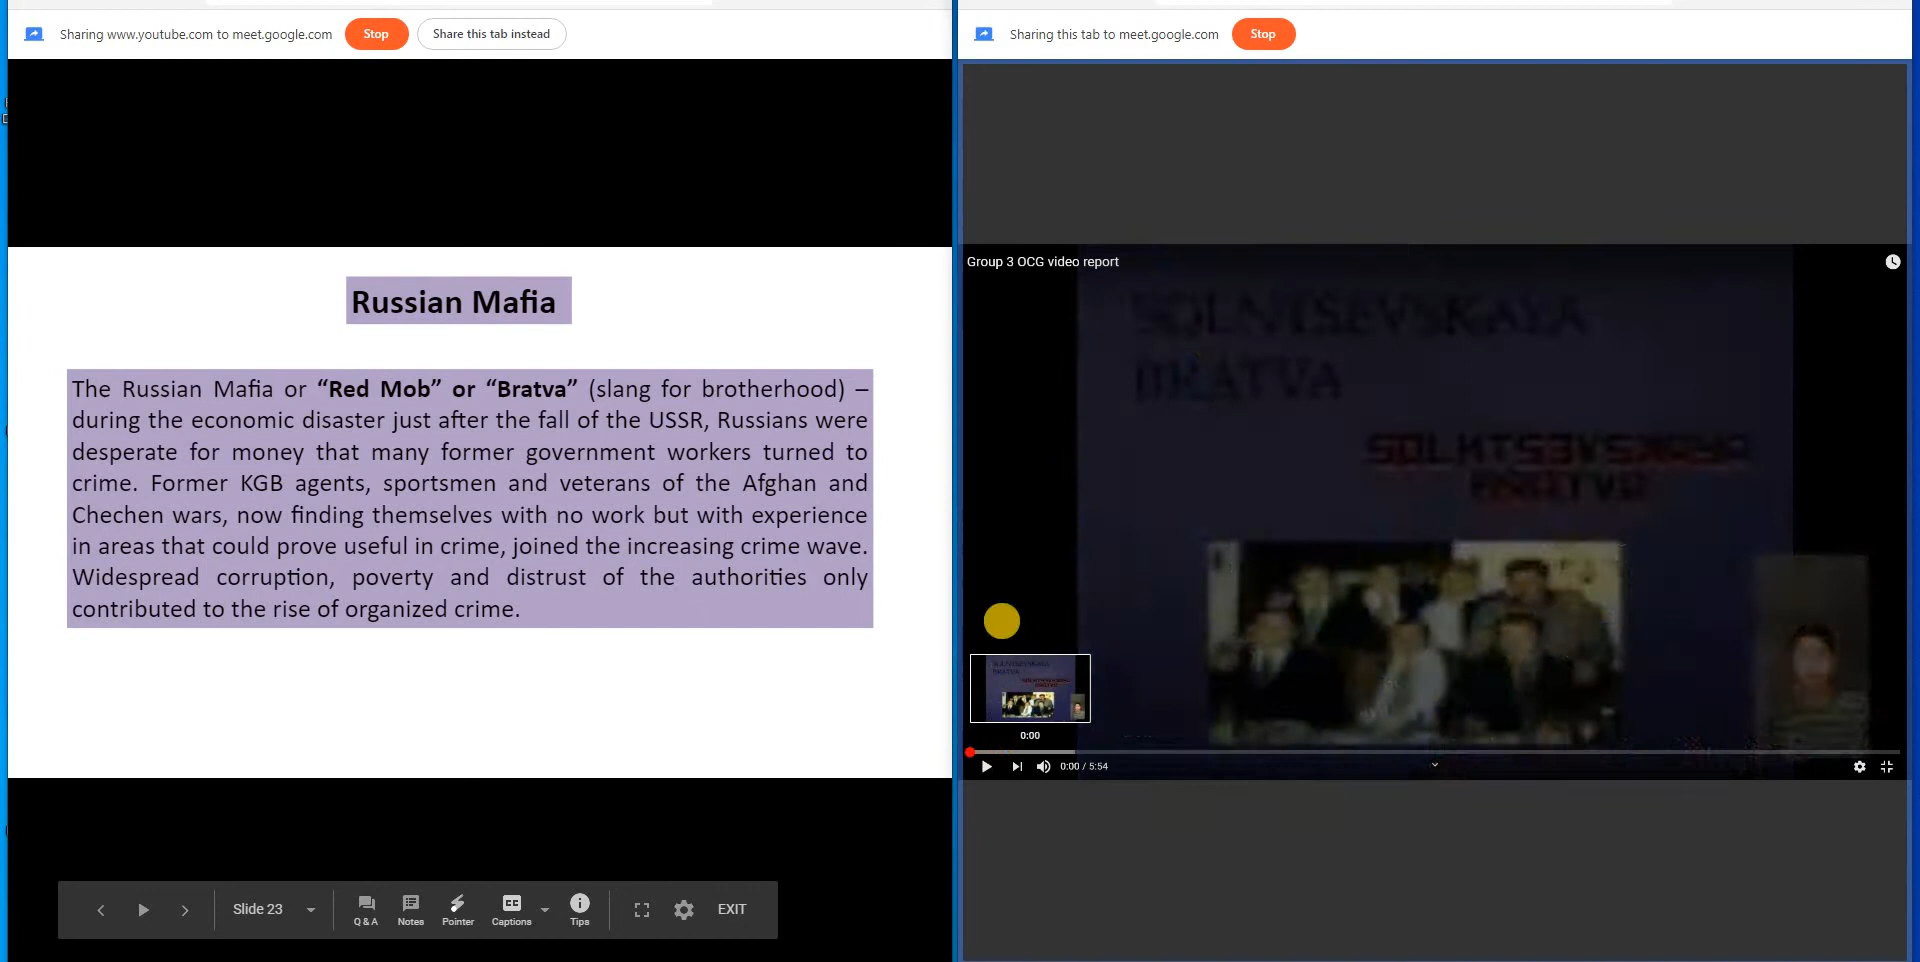 Sharing www.youtube.com to meet.google.com Stop Share this tab instead
Russian Mafia
The Russian Mafia or “Red Mob” or “Bratva” (slang for brotherhood) –
during the economic disaster just after the fall of the USSR, Russians were
desperate for money that many former government workers turned to
crime. Former KGB agents, sportsmen and veterans of the Afghan and
Chechen wars, now finding themselves with no work but with experience
in areas that could prove useful in crime, joined the increasing crime wave.
Widespread corruption, poverty and distrust of the authorities only
contributed to the rise of organized crime.
Slide 23 Q & A Notes Pointer Captions Tips EXIT
Sharing this tab to meet.google.com Stop
Group 3 OCG video report
SOLNTSEVSKAYA
BRATVA
SOLNTSEVSKAYA
BRATVA
SOLNTSEVSKAYA
BRATVA
0:00
0:00 / 5:54